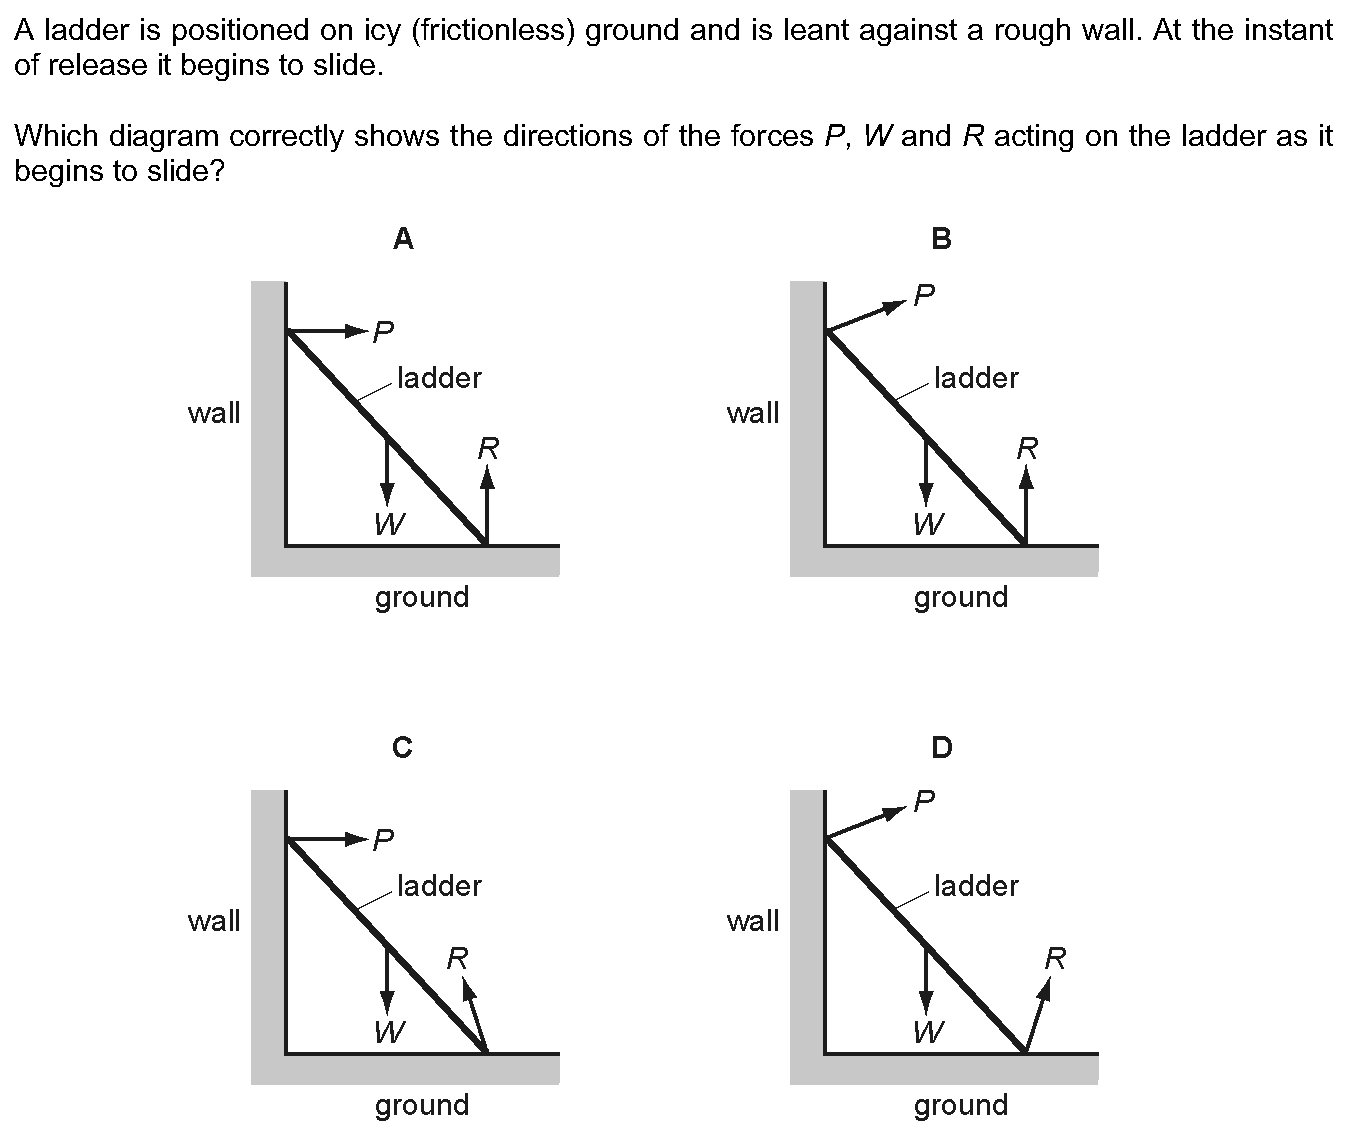 A ladder is positioned on icy (frictionless) ground and is leant against a rough wall. At the instant
of release it begins to slide.
Which diagram correctly shows the directions of the forces P, W and R acting on the ladder as it
begins to slide?
A
P
ladder
wall
R
W
ground
B
P
ladder
wall
R
W
ground
C
P
ladder
wall
R
W
ground
D
P
ladder
wall
R
W
ground